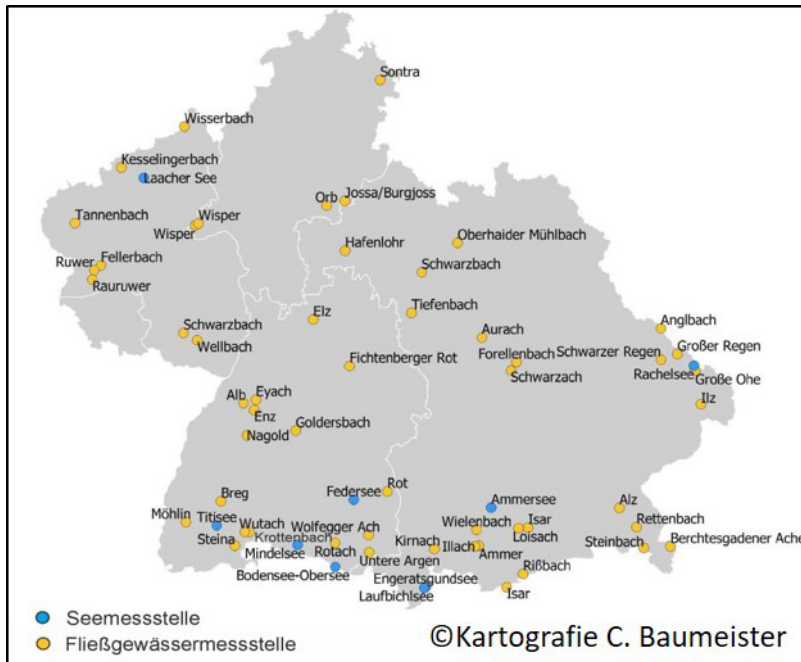 Sontra
Wisserbach
Kesselingerbach
Laacher See
Orb
Jossa/Burgjoss
Tannenbach
Wisper
Wisper
Hafenlohr
Oberhaider Mühlbach
Fellerbach
Ruwer
Rauruwer
Schwarzbach
Tiefenbach
Elz
Schwarzbach
Wellbach
Aurach
Anglbach
Fichtenberger Rot
Forellenbach
Schwarzer Regen
Großer Regen
Schwarzach
Rachelsee
Große Ohe
Ilz
Alb
Eyach
Enz
Goldersbach
Nagold
Breg
Federsee
Rot
Ammersee
Alz
Möhlin
Titisee
Wutach
Wolfegger Ach
Wielenbach
Isar
Rettenbach
Krottenbach
Steina
Mindelsee
Rotach
Kirnach
Illach
Loisach
Ammer
Steinbach
Berchtesgadener Ache
Untere Argen
Bodensee-Obersee
Engeratsgundsee
Rißbach
Laufbichlsee
Isar
Seemessstelle
Fließgewässermessstelle
©Kartografie C. Baumeister